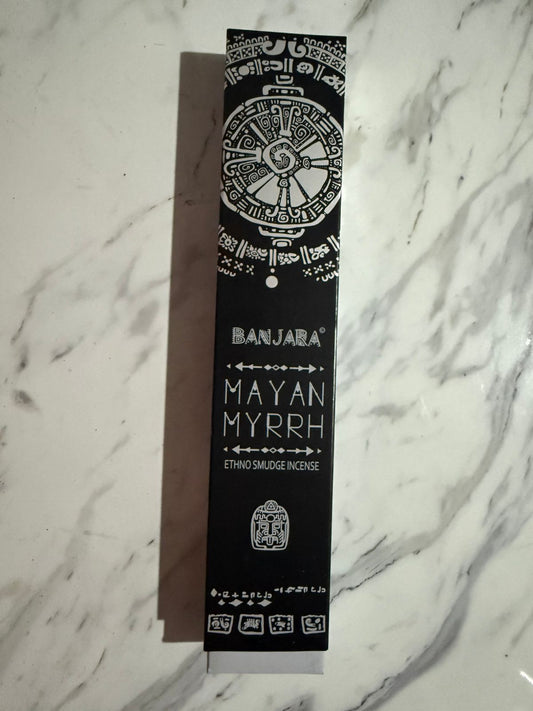 BANJARA®
MAYAN
MYRRH
ETHNO SMUDGE INCENSE